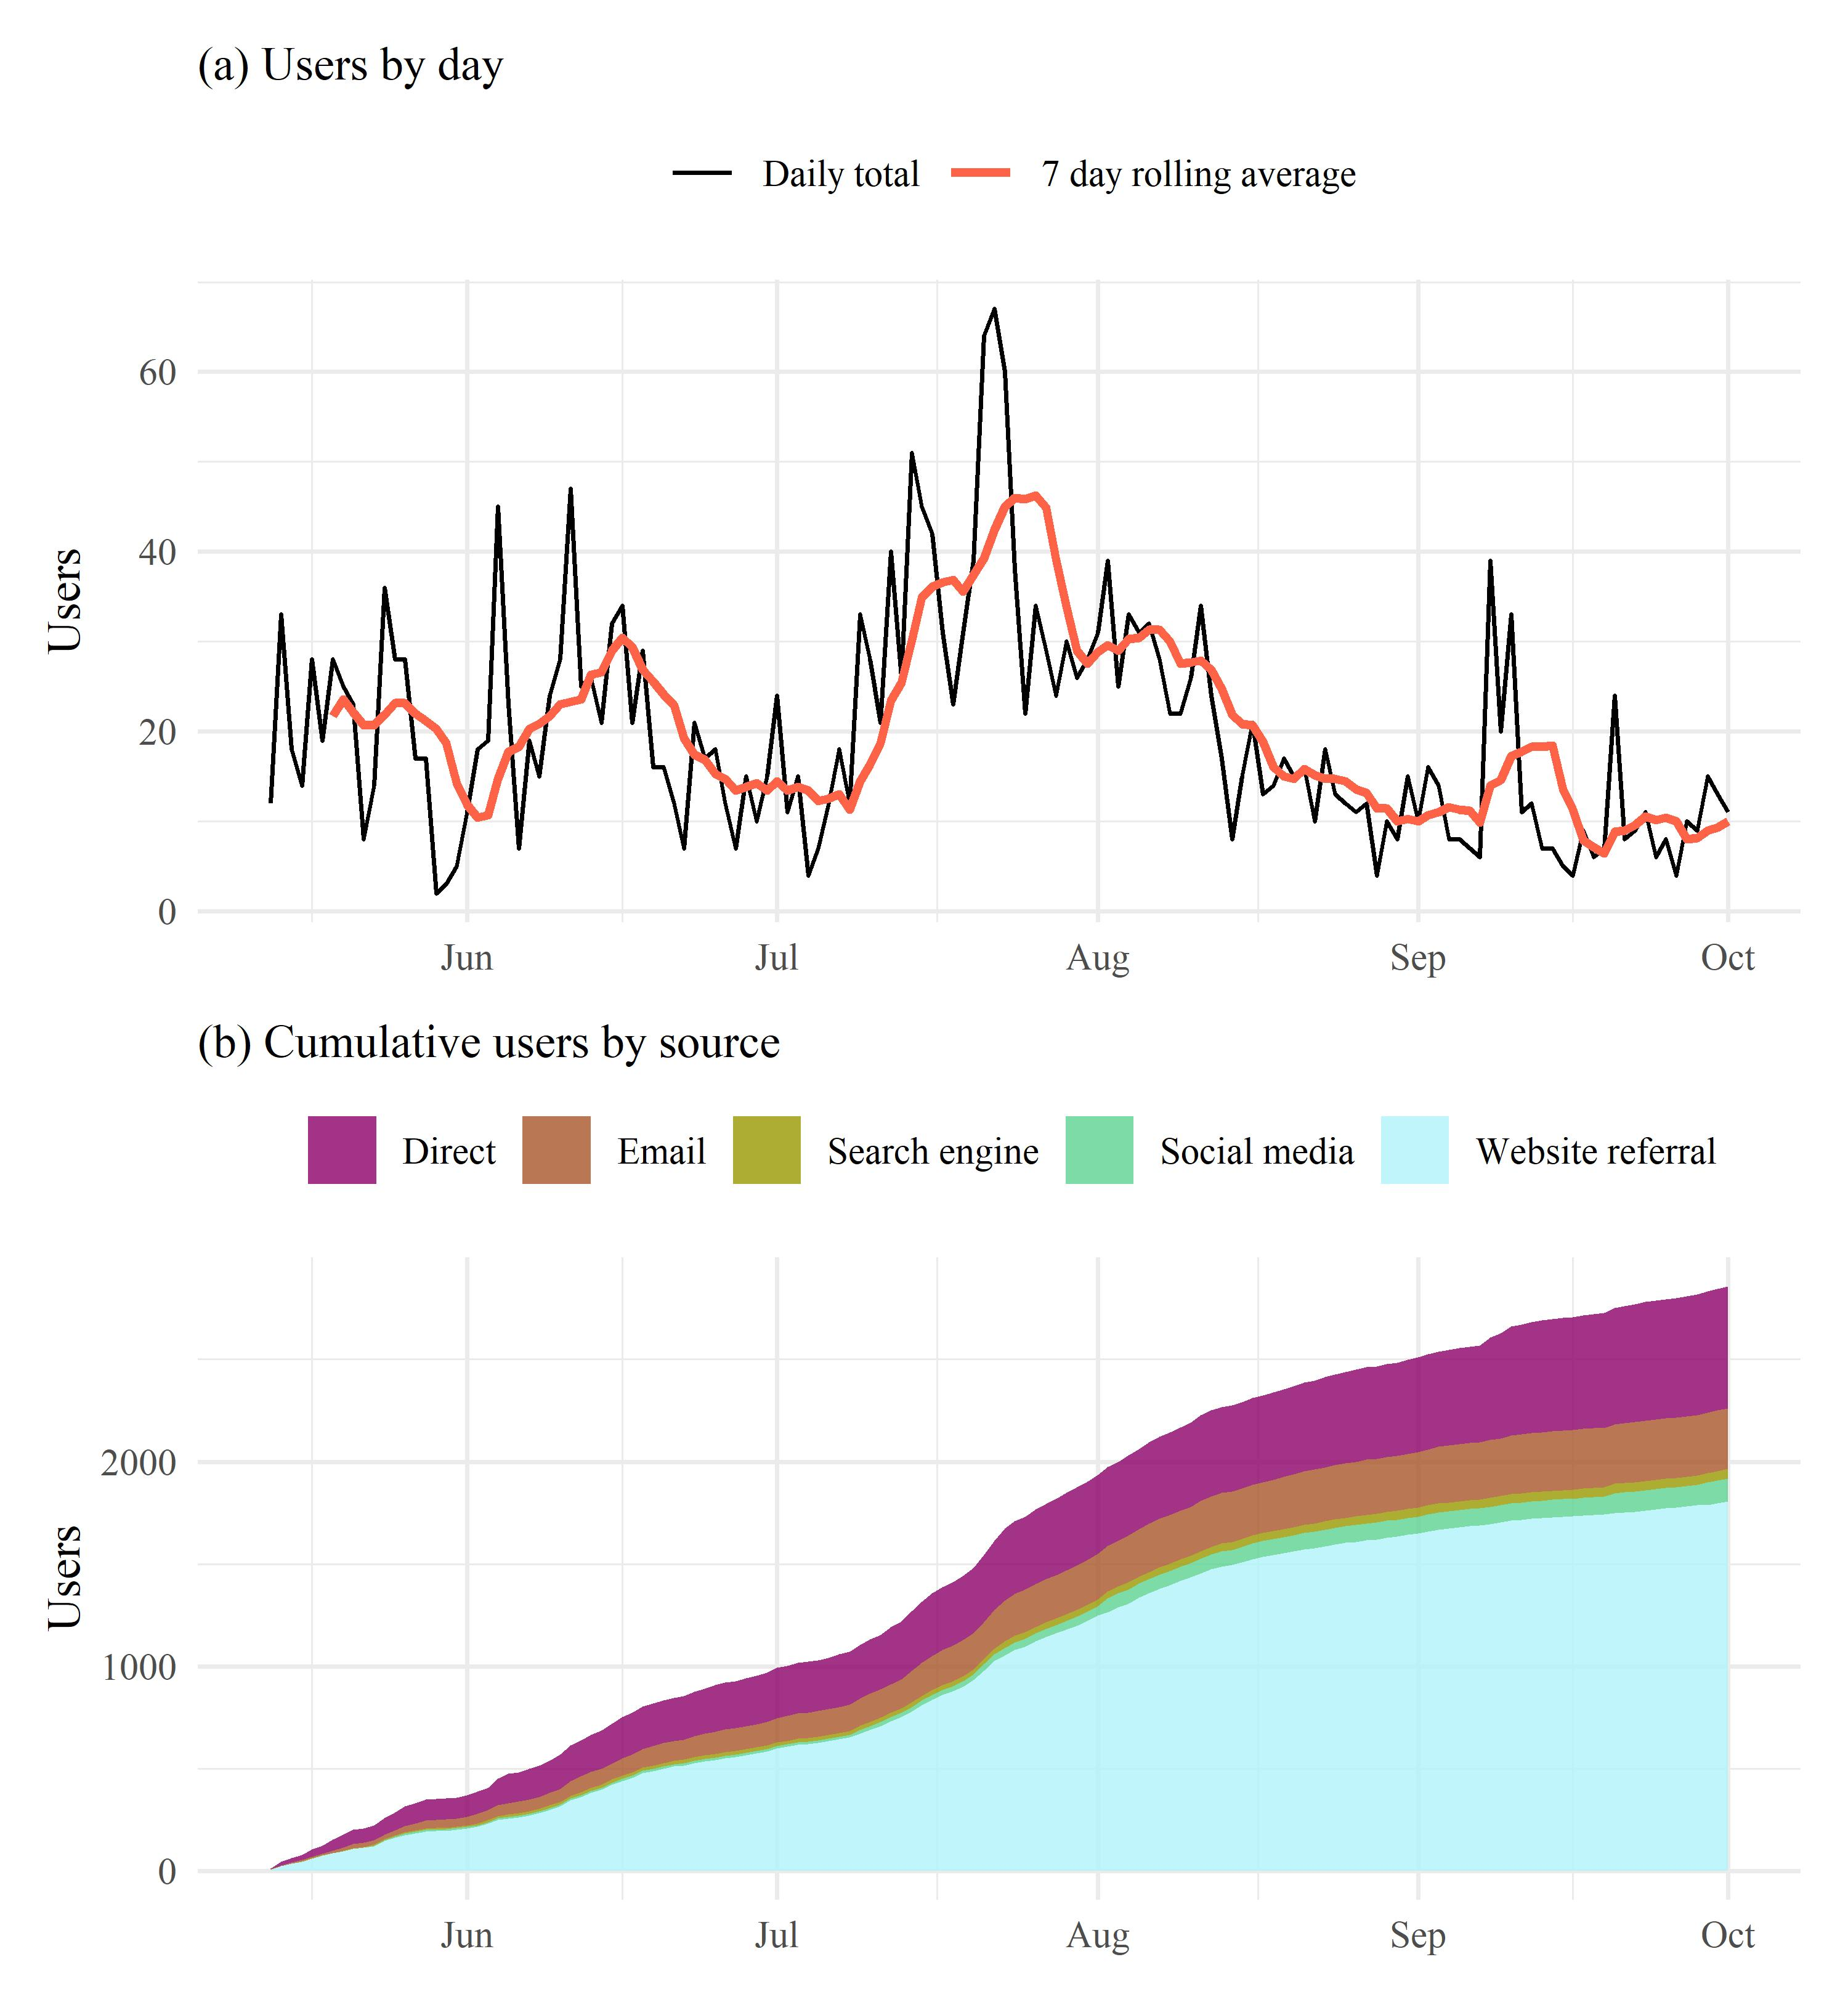 (a) Users by day
Daily total 7 day rolling average
Users
60
40
20
0
Jun Jul Aug Sep Oct
(b) Cumulative users by source
Direct Email Search engine Social media Website referral
Users
2000
1000
0
Jun Jul Aug Sep Oct